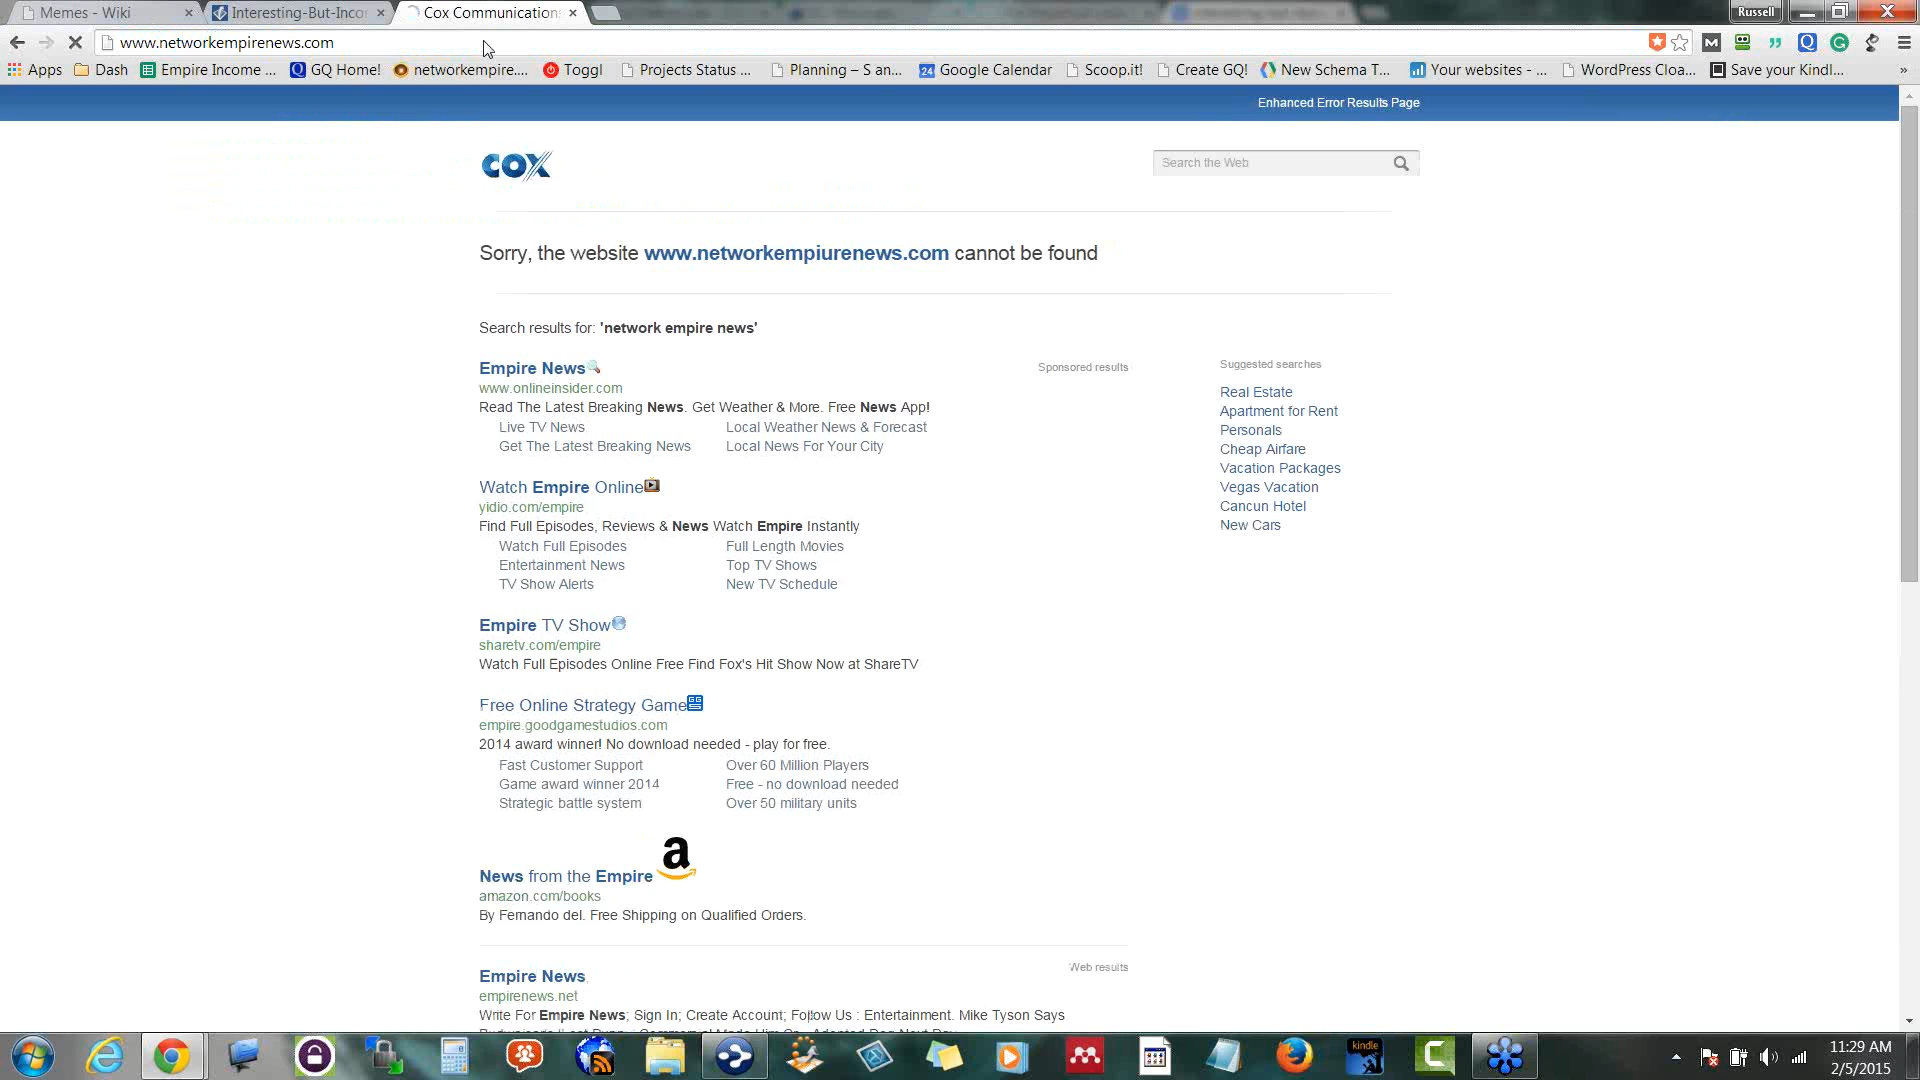 Memes - Wiki
Interesting-But-Inco
Cox Communication
Russell
www.networkempirenews.com
Apps
Dash
Empire Income ...
GQ Home!
networkempire....
Toggl
Projects Status ...
Planning – S an...
24 Google Calendar
Scoop.it!
Create GQ!
New Schema T...
Your websites - ...
WordPress Cloa...
Save your Kindl...
»
Enhanced Error Results Page
COX
Search the Web
Sorry, the website www.networkempiurenews.com cannot be found
Search results for: 'network empire news'
Empire News
Sponsored results
www.onlineinsider.com
Read The Latest Breaking News. Get Weather & More. Free News App!
Live TV News
Local Weather News & Forecast
Get The Latest Breaking News
Local News For Your City
Watch Empire Online
yidio.com/empire
Find Full Episodes, Reviews & News Watch Empire Instantly
Watch Full Episodes
Full Length Movies
Entertainment News
Top TV Shows
TV Show Alerts
New TV Schedule
Empire TV Show
sharetv.com/empire
Watch Full Episodes Online Free Find Fox's Hit Show Now at ShareTV
Free Online Strategy Game
empire.goodgamestudios.com
2014 award winner! No download needed - play for free.
Fast Customer Support
Over 60 Million Players
Game award winner 2014
Free - no download needed
Strategic battle system
Over 50 military units
News from the Empire
amazon.com/books
By Fernando del. Free Shipping on Qualified Orders.
Empire News
Web results
empirenews.net
Write For Empire News; Sign In; Create Account; Follow Us : Entertainment. Mike Tyson Says
Suggested searches
Real Estate
Apartment for Rent
Personals
Cheap Airfare
Vacation Packages
Vegas Vacation
Cancun Hotel
New Cars
kindle
11:29 AM
2/5/2015